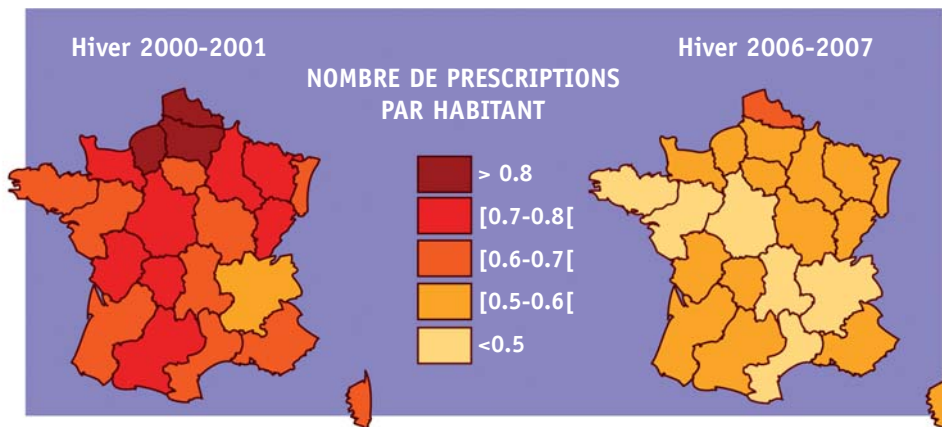 Hiver 2000-2001
Hiver 2006-2007
NOMBRE DE PRESCRIPTIONS
PAR HABITANT
> 0.8
[0.7-0.8[
[0.6-0.7[
[0.5-0.6[
<0.5